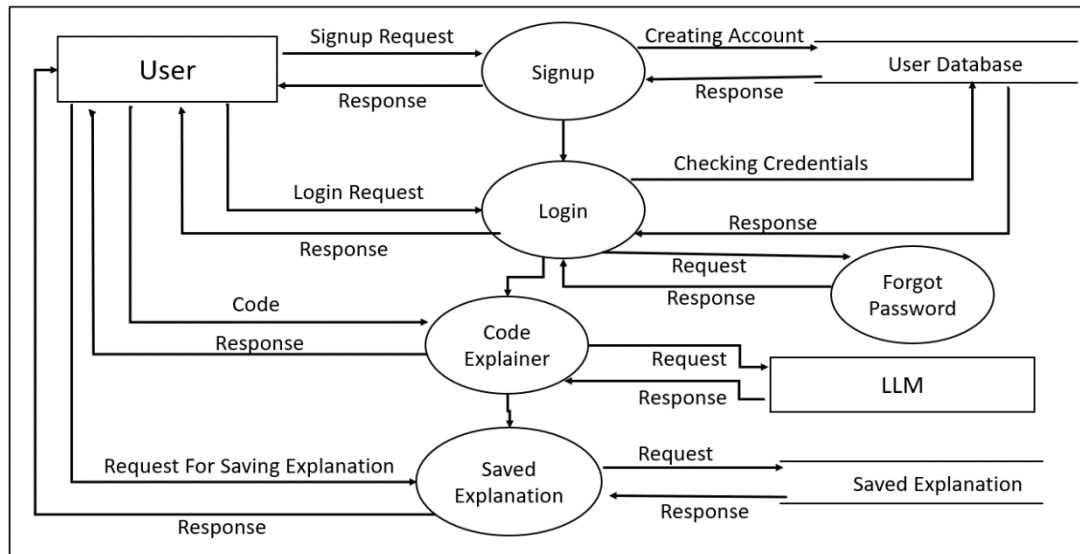 Signup Request
Creating Account
User
Signup
User Database
Response
Response
Checking Credentials
Login Request
Login
Response
Response
Request
Response
Forgot
Password
Code
Response
Code
Explainer
Request
Response
LLM
Request For Saving Explanation
Saved
Explanation
Request
Saved Explanation
Response
Response